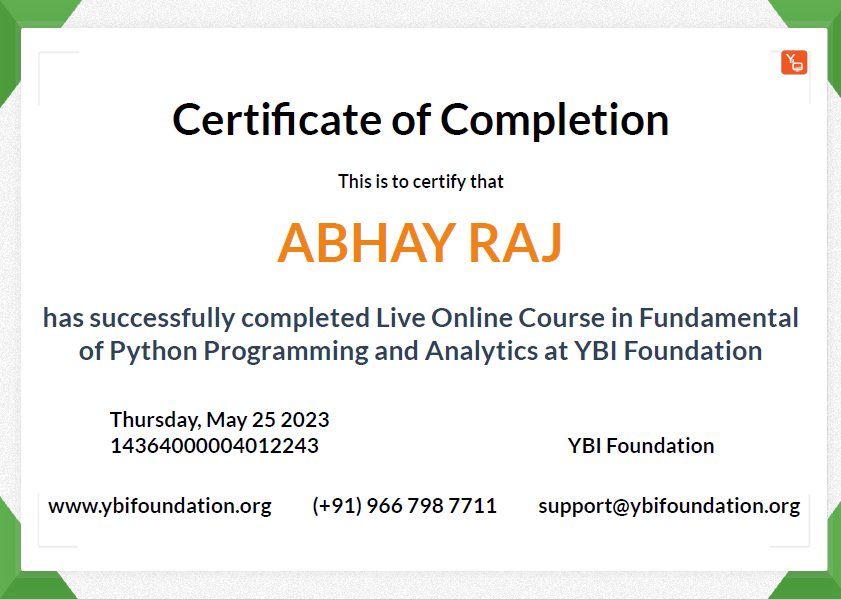 Certificate of Completion
This is to certify that
ABHAY RAJ
has successfully completed Live Online Course in Fundamental
of Python Programming and Analytics at YBI Foundation
Thursday, May 25 2023
14364000004012243
YBI Foundation
www.ybifoundation.org (+91) 966 798 7711 support@ybifoundation.org